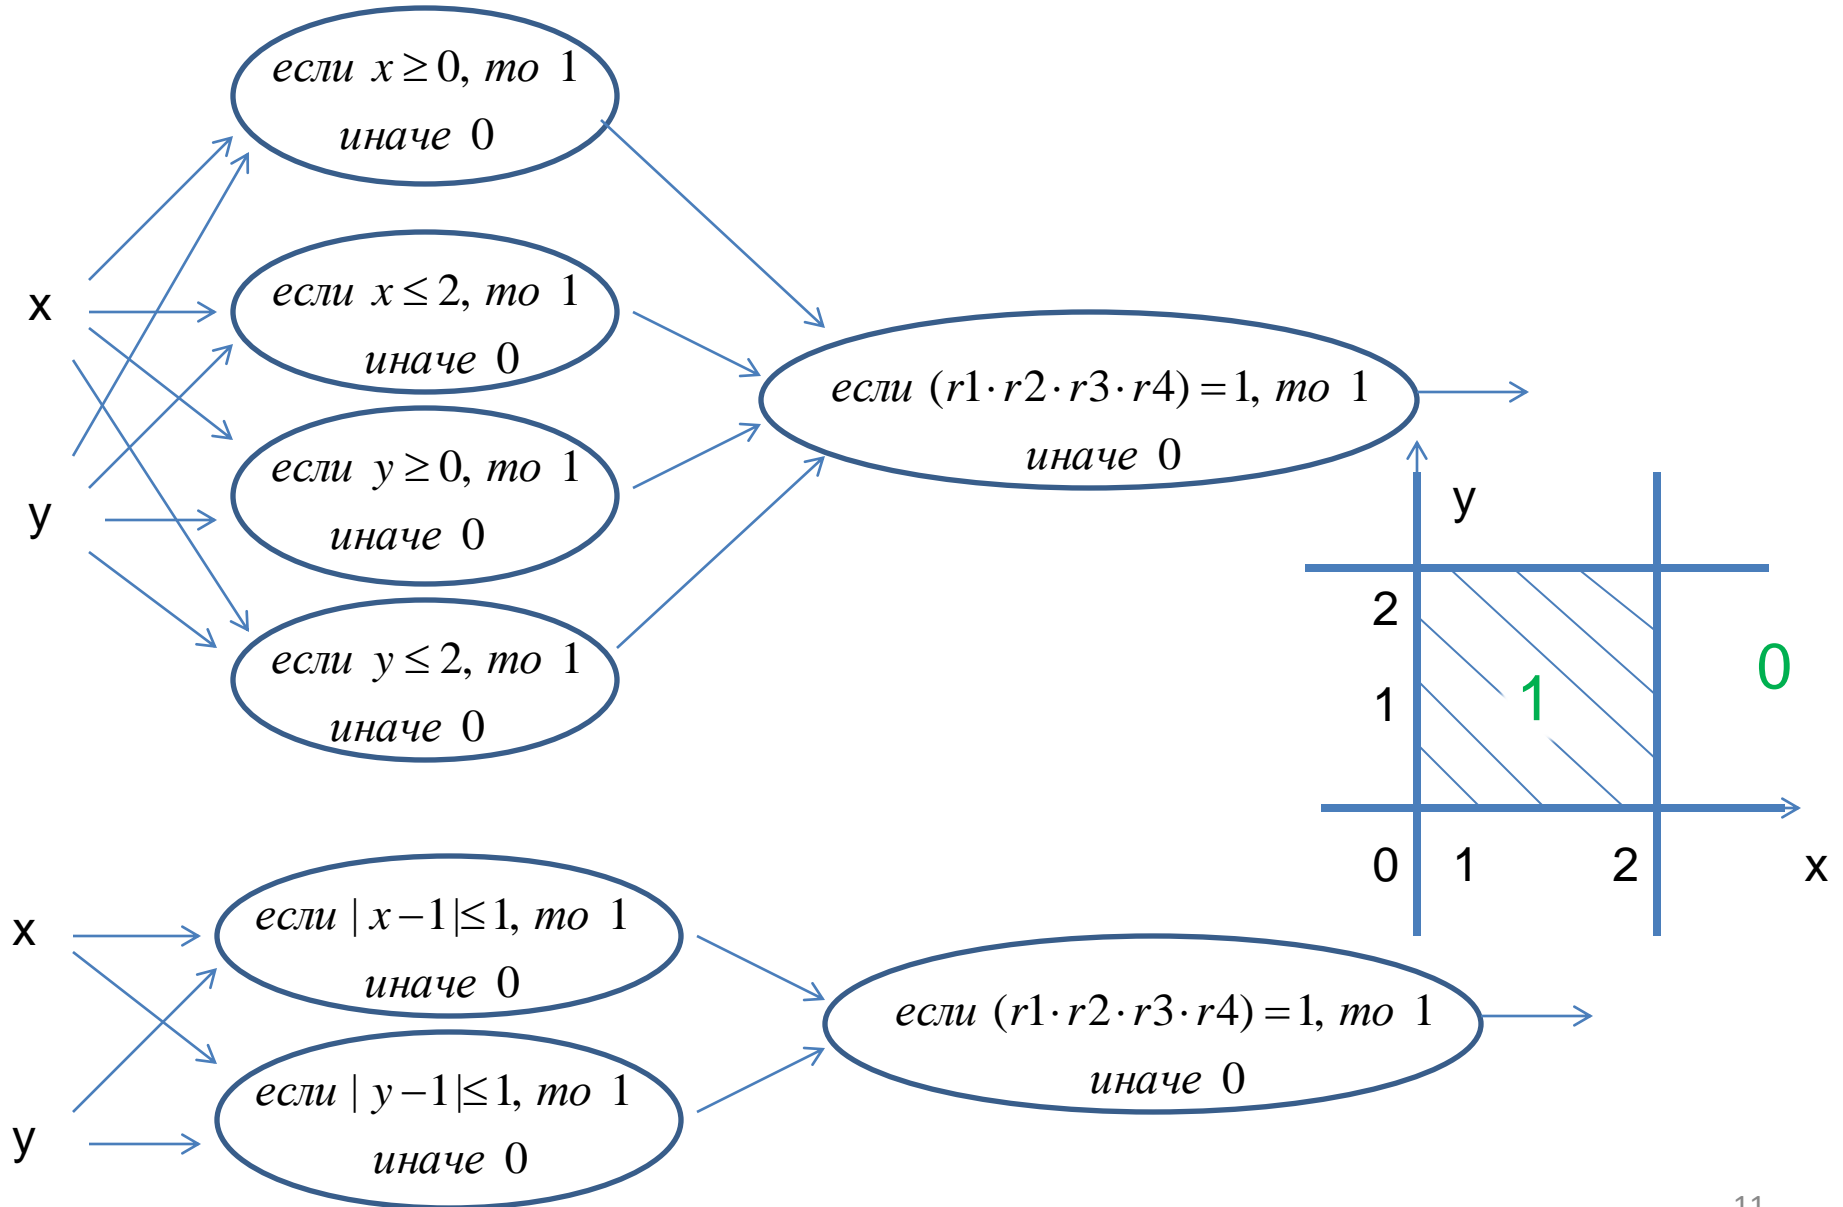 если x ≥ 0, то 1
иначе 0
x
если x ≤ 2, то 1
иначе 0
y
если y ≥ 0, то 1
иначе 0
если y ≤ 2, то 1
иначе 0
если (r1·r2·r3·r4) = 1, то 1
иначе 0
y
2
1
1
0
0
1
2
x
x
если |x−1|≤1, то 1
иначе 0
y
если |y−1|≤1, то 1
иначе 0
если (r1·r2·r3·r4) = 1, то 1
иначе 0
11